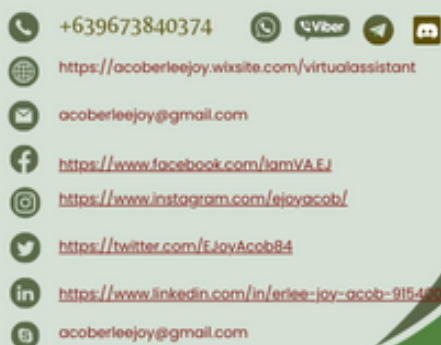 +639673840374 Viber
https://acoberleejoy.wixsite.com/virtualassistant
acoberleejoy@gmail.com
https://www.facebook.com/IamVA.EJ
https://www.instagram.com/ejoyacob/
https://twitter.com/EJoyAcob84
https://www.linkedin.com/in/erlee-joy-acob-915400
acoberleejoy@gmail.com